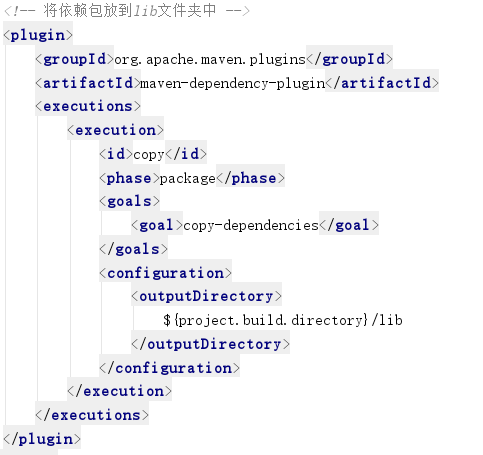 <!-- 将依赖包放到lib文件夹中 -->
<plugin>
    <groupId>org.apache.maven.plugins</groupId>
    <artifactId>maven-dependency-plugin</artifactId>
    <executions>
        <execution>
            <id>copy</id>
            <phase>package</phase>
            <goals>
                <goal>copy-dependencies</goal>
            </goals>
            <configuration>
                <outputDirectory>
                    ${project.build.directory}/lib
                </outputDirectory>
            </configuration>
        </execution>
    </executions>
</plugin>